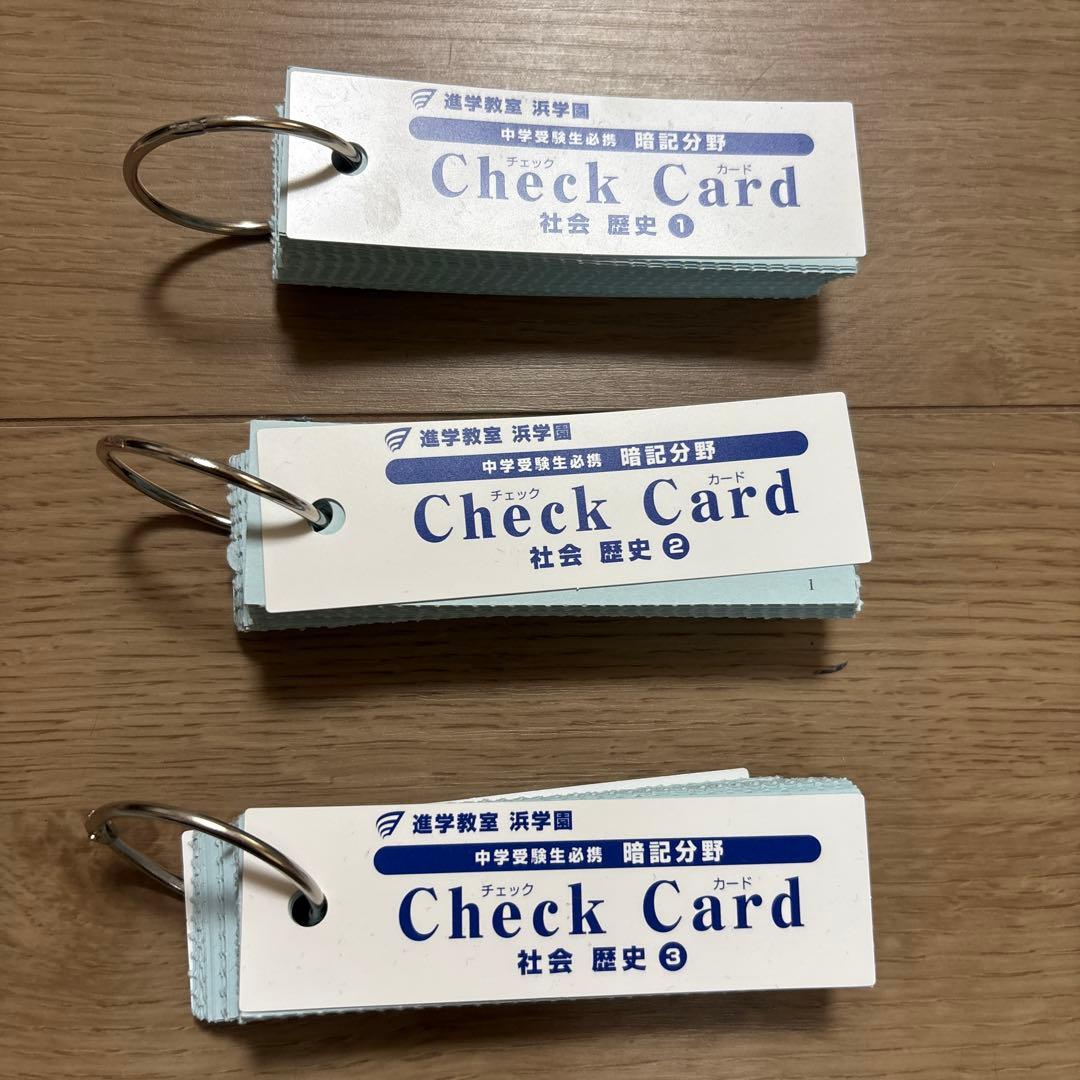 進学教室 浜学園
中学受験生必携 暗記分野
チェック カード
Check Card
社会 歴史 1
進学教室 浜学園
中学受験生必携 暗記分野
チェック カード
Check Card
社会 歴史 2
1
進学教室 浜学園
中学受験生必携 暗記分野
チェック カード
Check Card
社会 歴史 3